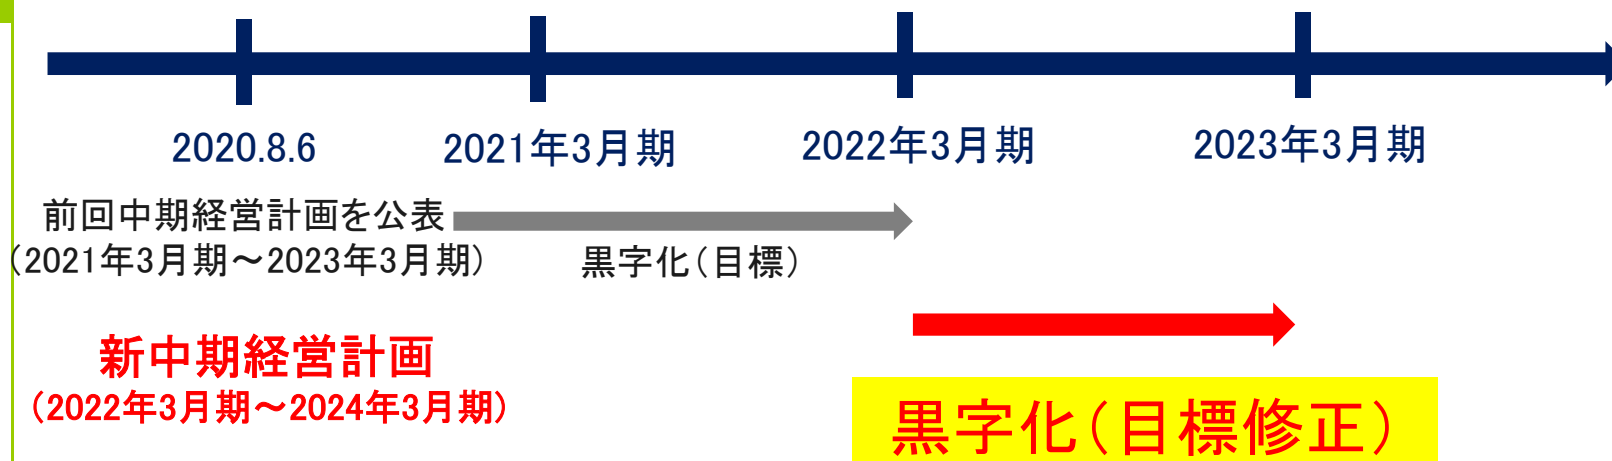 2020.8.6
2021年3月期
2022年3月期
2023年3月期
前回中期経営計画を公表
（2021年3月期～2023年3月期）
黒字化（目標）
新中期経営計画
（2022年3月期～2024年3月期）
黒字化（目標修正）